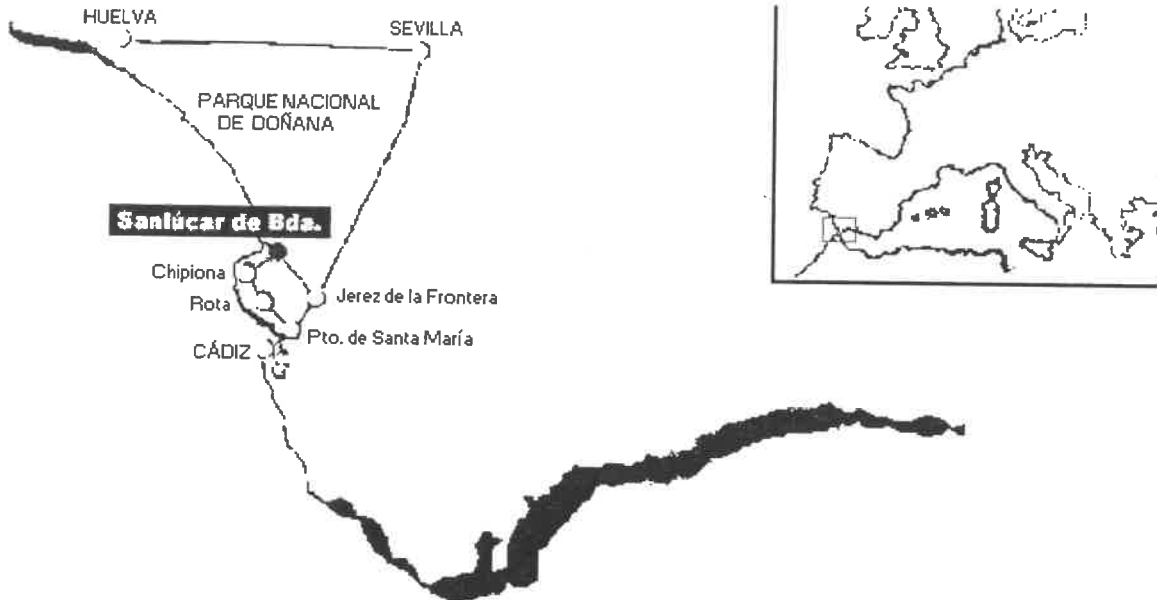 HUELVA
SEVILLA
PARQUE NACIONAL
DE DOÑANA
Sanlúcar de Bda.
Chipiona
Rota
Jerez de la Frontera
Pto. de Santa María
CÁDIZ